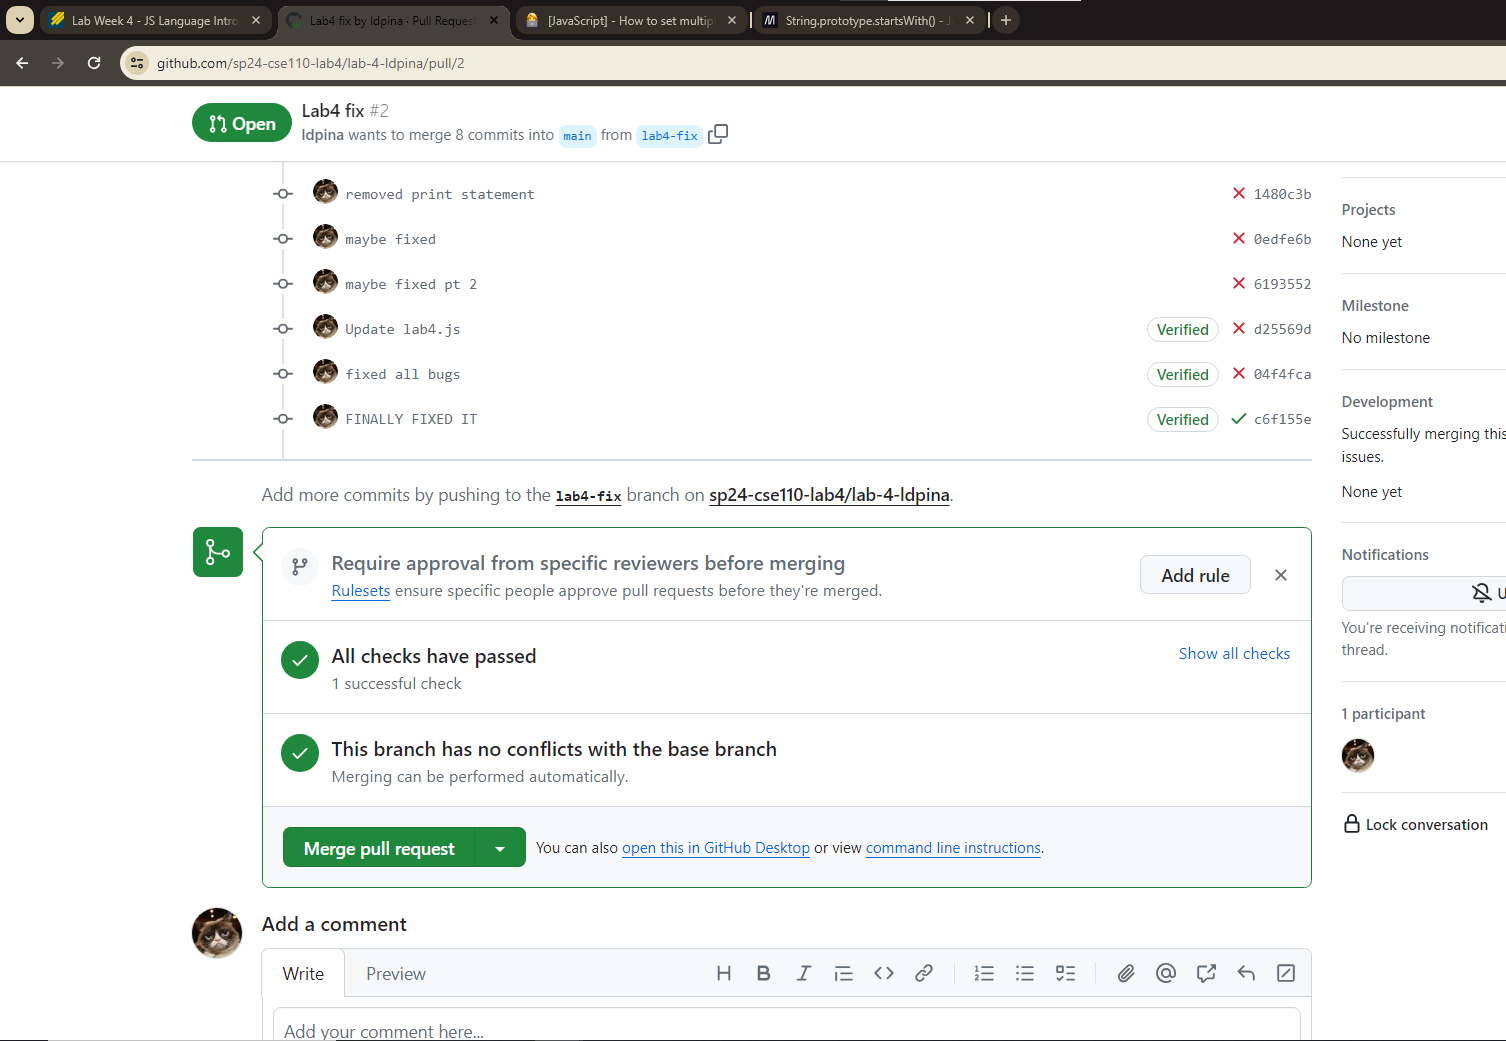 Lab Week 4 - JS Language Intro
Lab4 fix by ldpina · Pull Reques
[JavaScript] - How to set multip
String.prototype.startsWith() - J
github.com/sp24-cse110-lab4/lab-4-ldpina/pull/2
Open
Lab4 fix #2
ldpina wants to merge 8 commits into main from lab4-fix
removed print statement 1480c3b
maybe fixed 0edfe6b
maybe fixed pt 2 6193552
Update lab4.js Verified d25569d
fixed all bugs Verified 04f4fca
FINALLY FIXED IT Verified c6f155e
Add more commits by pushing to the lab4-fix branch on sp24-cse110-lab4/lab-4-ldpina.
Require approval from specific reviewers before merging
Rulesets ensure specific people approve pull requests before they're merged.
Add rule
All checks have passed
1 successful check
Show all checks
This branch has no conflicts with the base branch
Merging can be performed automatically.
Merge pull request
You can also open this in GitHub Desktop or view command line instructions.
Add a comment
Write
Preview
Add your comment here...
Projects
None yet
Milestone
No milestone
Development
Successfully merging this
issues.
None yet
Notifications
U
You're receiving notificati
thread.
1 participant
Lock conversation